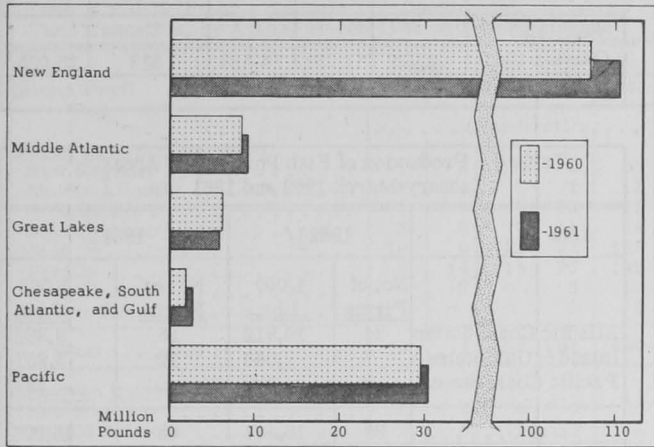 New England
Middle Atlantic
-1960
Great Lakes
-1961
Chesapeake, South
Atlantic, and Gulf
Pacific
Million
Pounds
0 10 20 30 100 110